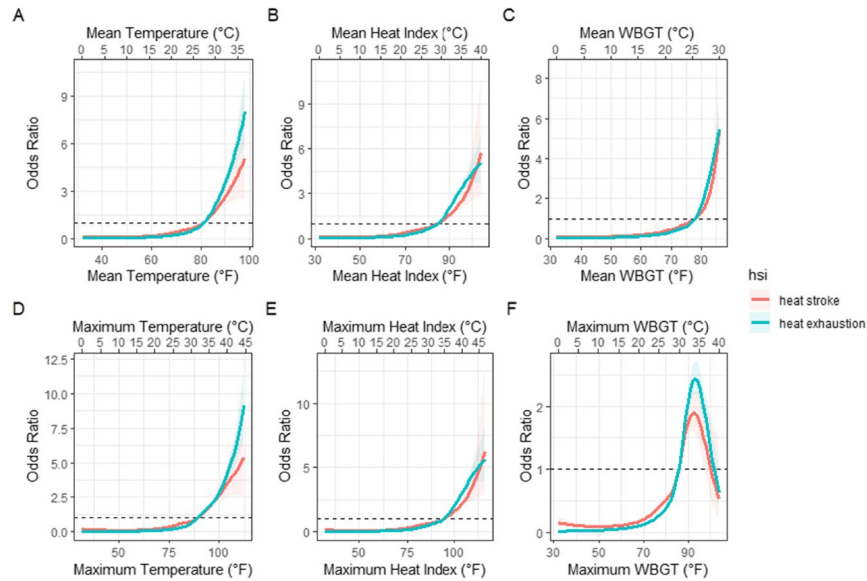 A
Mean Temperature (°C)
0 5 10 15 20 25 30 35
9
6
3
0
Odds Ratio
40 60 80 100
Mean Temperature (°F)
B
Mean Heat Index (°C)
0 5 10 15 20 25 30 35 40
9
6
3
0
Odds Ratio
30 50 70 90
Mean Heat Index (°F)
C
Mean WBGT (°C)
0 5 10 15 20 25 30
8
6
4
2
0
Odds Ratio
30 40 50 60 70 80
Mean WBGT (°F)
D
Maximum Temperature (°C)
0 5 10 15 20 25 30 35 40 45
12.5
10.0
7.5
5.0
2.5
0.0
Odds Ratio
50 75 100
Maximum Temperature (°F)
E
Maximum Heat Index (°C)
0 5 10 15 20 25 30 35 40 45
10
5
0
Odds Ratio
50 75 100
Maximum Heat Index (°F)
F
Maximum WBGT (°C)
0 5 10 15 20 25 30 35 40
2
1
0
Odds Ratio
30 50 70 90
Maximum WBGT (°F)
hsi
heat stroke
heat exhaustion